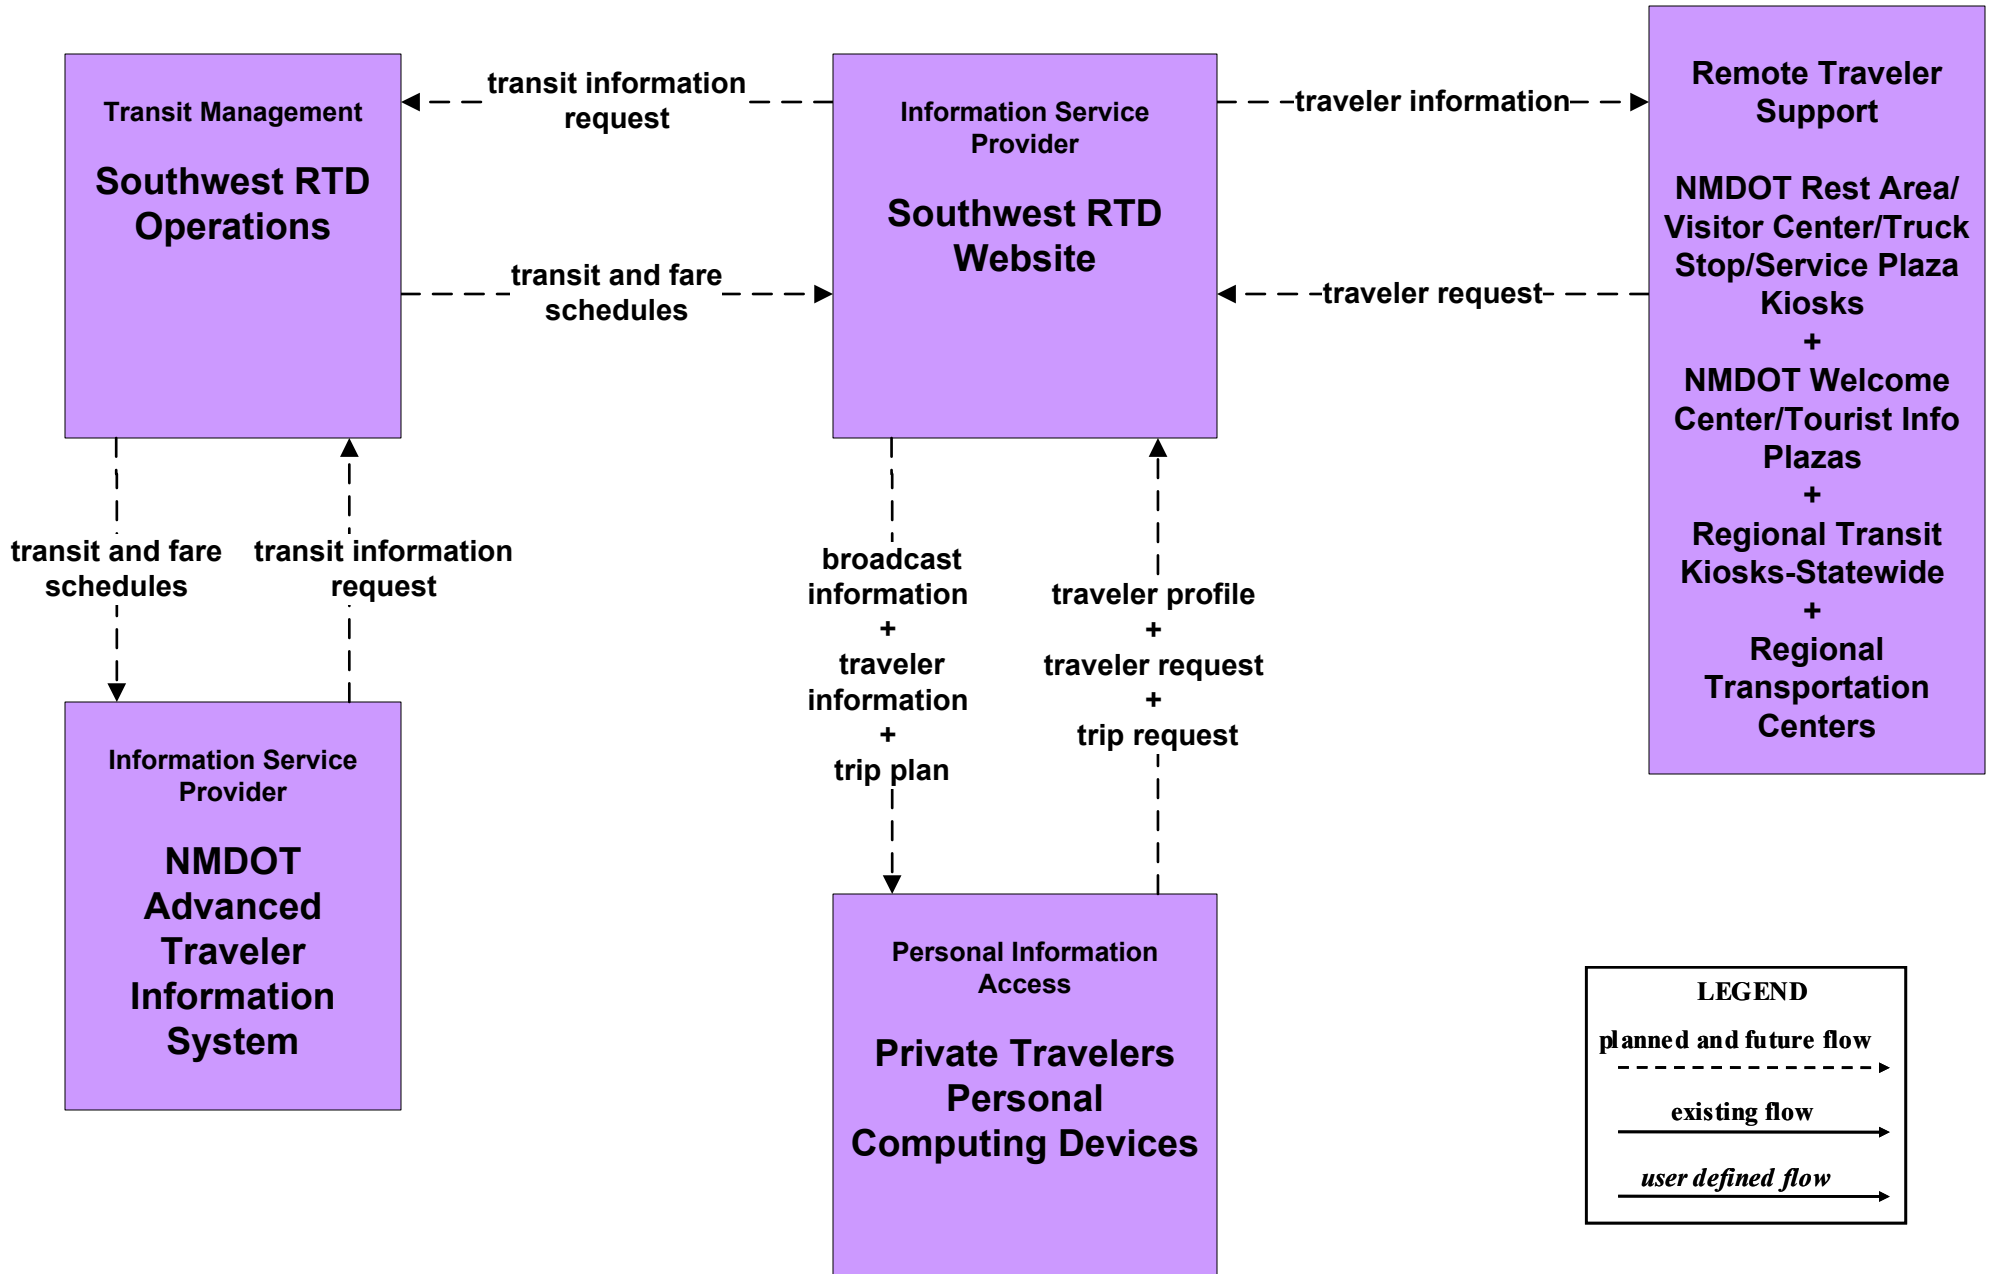 Transit Management
Southwest RTD
Operations
transit information
request
Information Service
Provider
Southwest RTD
Website
traveler information
Remote Traveler
Support
NMDOT Rest Area/
Visitor Center/Truck
Stop/Service Plaza
Kiosks
+
NMDOT Welcome
Center/Tourist Info
Plazas
+
Regional Transit
Kiosks-Statewide
+
Regional
Transportation
Centers
transit and fare
schedules
traveler request
transit and fare
schedules
transit information
request
broadcast
information
+
traveler
information
+
trip plan
traveler profile
+
traveler request
+
trip request
Information Service
Provider
NMDOT
Advanced
Traveler
Information
System
Personal Information
Access
Private Travelers
Personal
Computing Devices
LEGEND
planned and future flow
existing flow
user defined flow